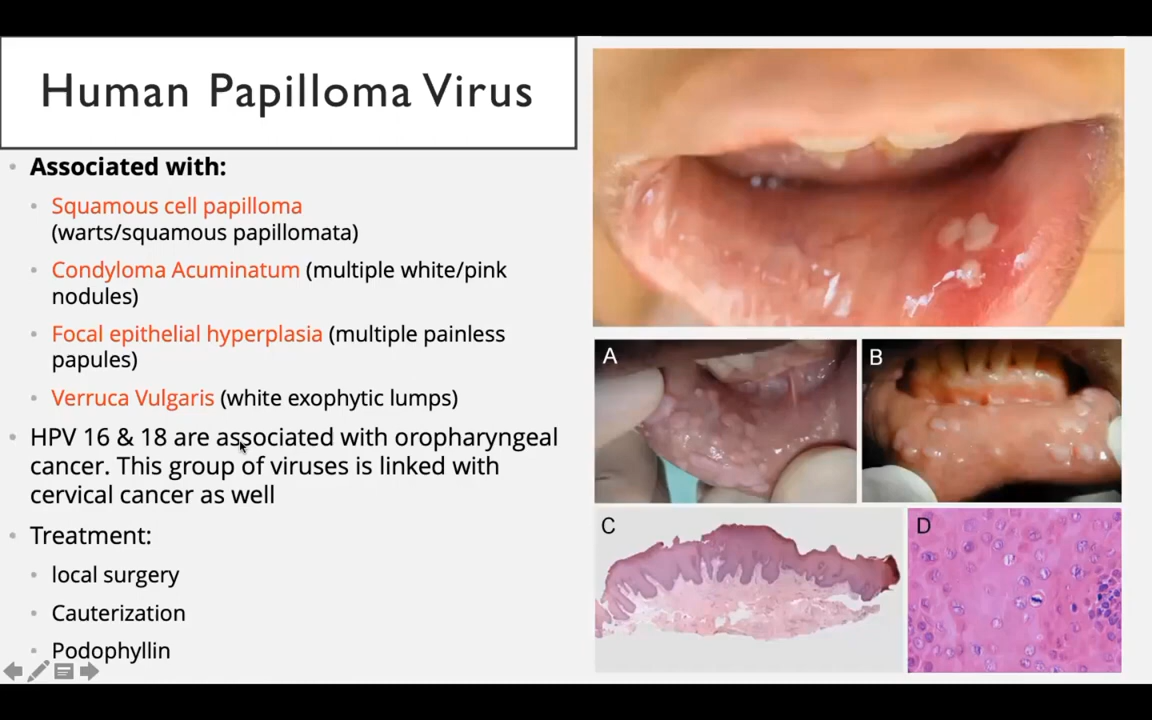 Human Papilloma Virus
Associated with:
Squamous cell papilloma
(warts/squamous papillomata)
Condyloma Acuminatum (multiple white/pink
nodules)
Focal epithelial hyperplasia (multiple painless
papules)
Verruca Vulgaris (white exophytic lumps)
HPV 16 & 18 are associated with oropharyngeal
cancer. This group of viruses is linked with
cervical cancer as well
Treatment:
local surgery
Cauterization
Podophyllin
A
B
C
D